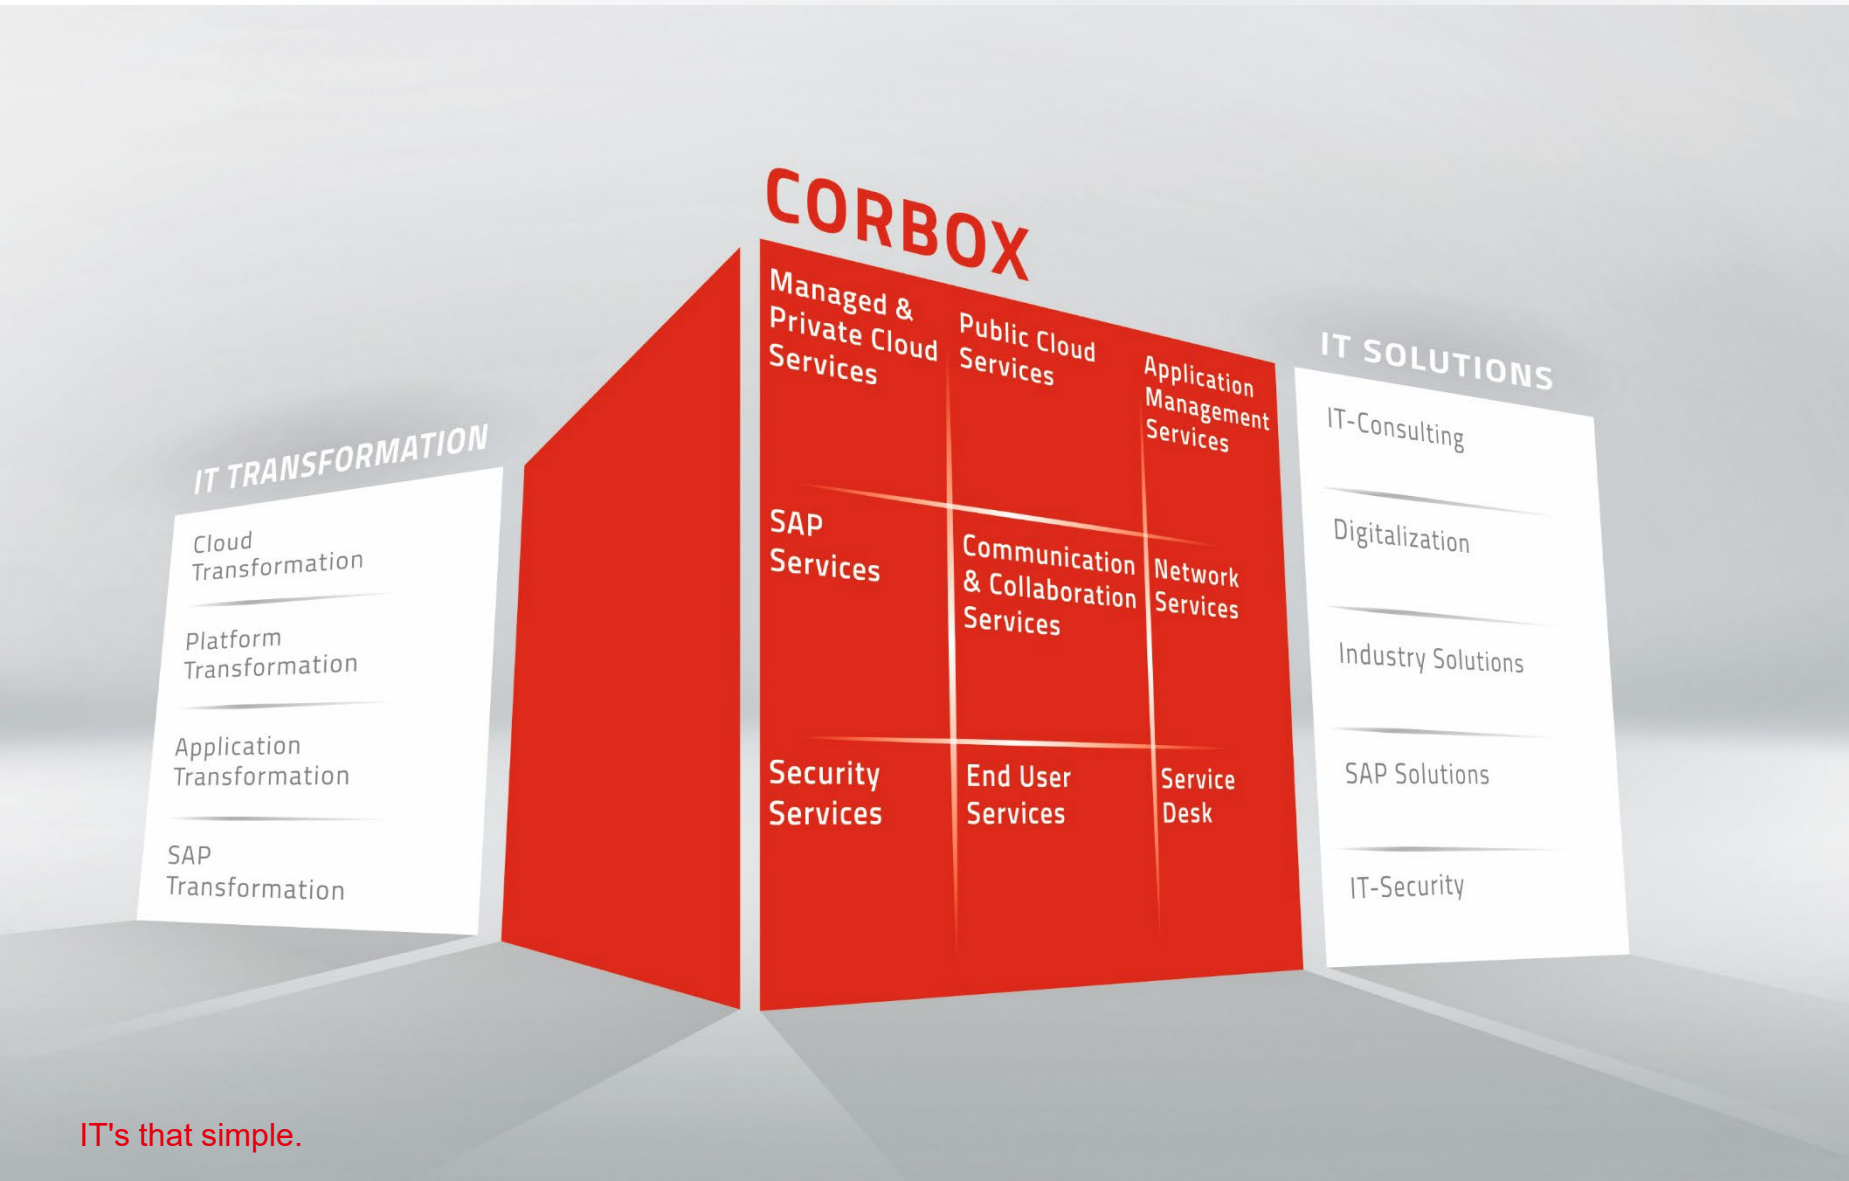 CORBOX
Managed &
Private Cloud
Services
Public Cloud
Services
Application
Management
Services
SAP
Services
Communication
& Collaboration
Services
Network
Services
Security
Services
End User
Services
Service
Desk
IT TRANSFORMATION
Cloud
Transformation
Platform
Transformation
Application
Transformation
SAP
Transformation
IT SOLUTIONS
IT-Consulting
Digitalization
Industry Solutions
SAP Solutions
IT-Security
IT's that simple.